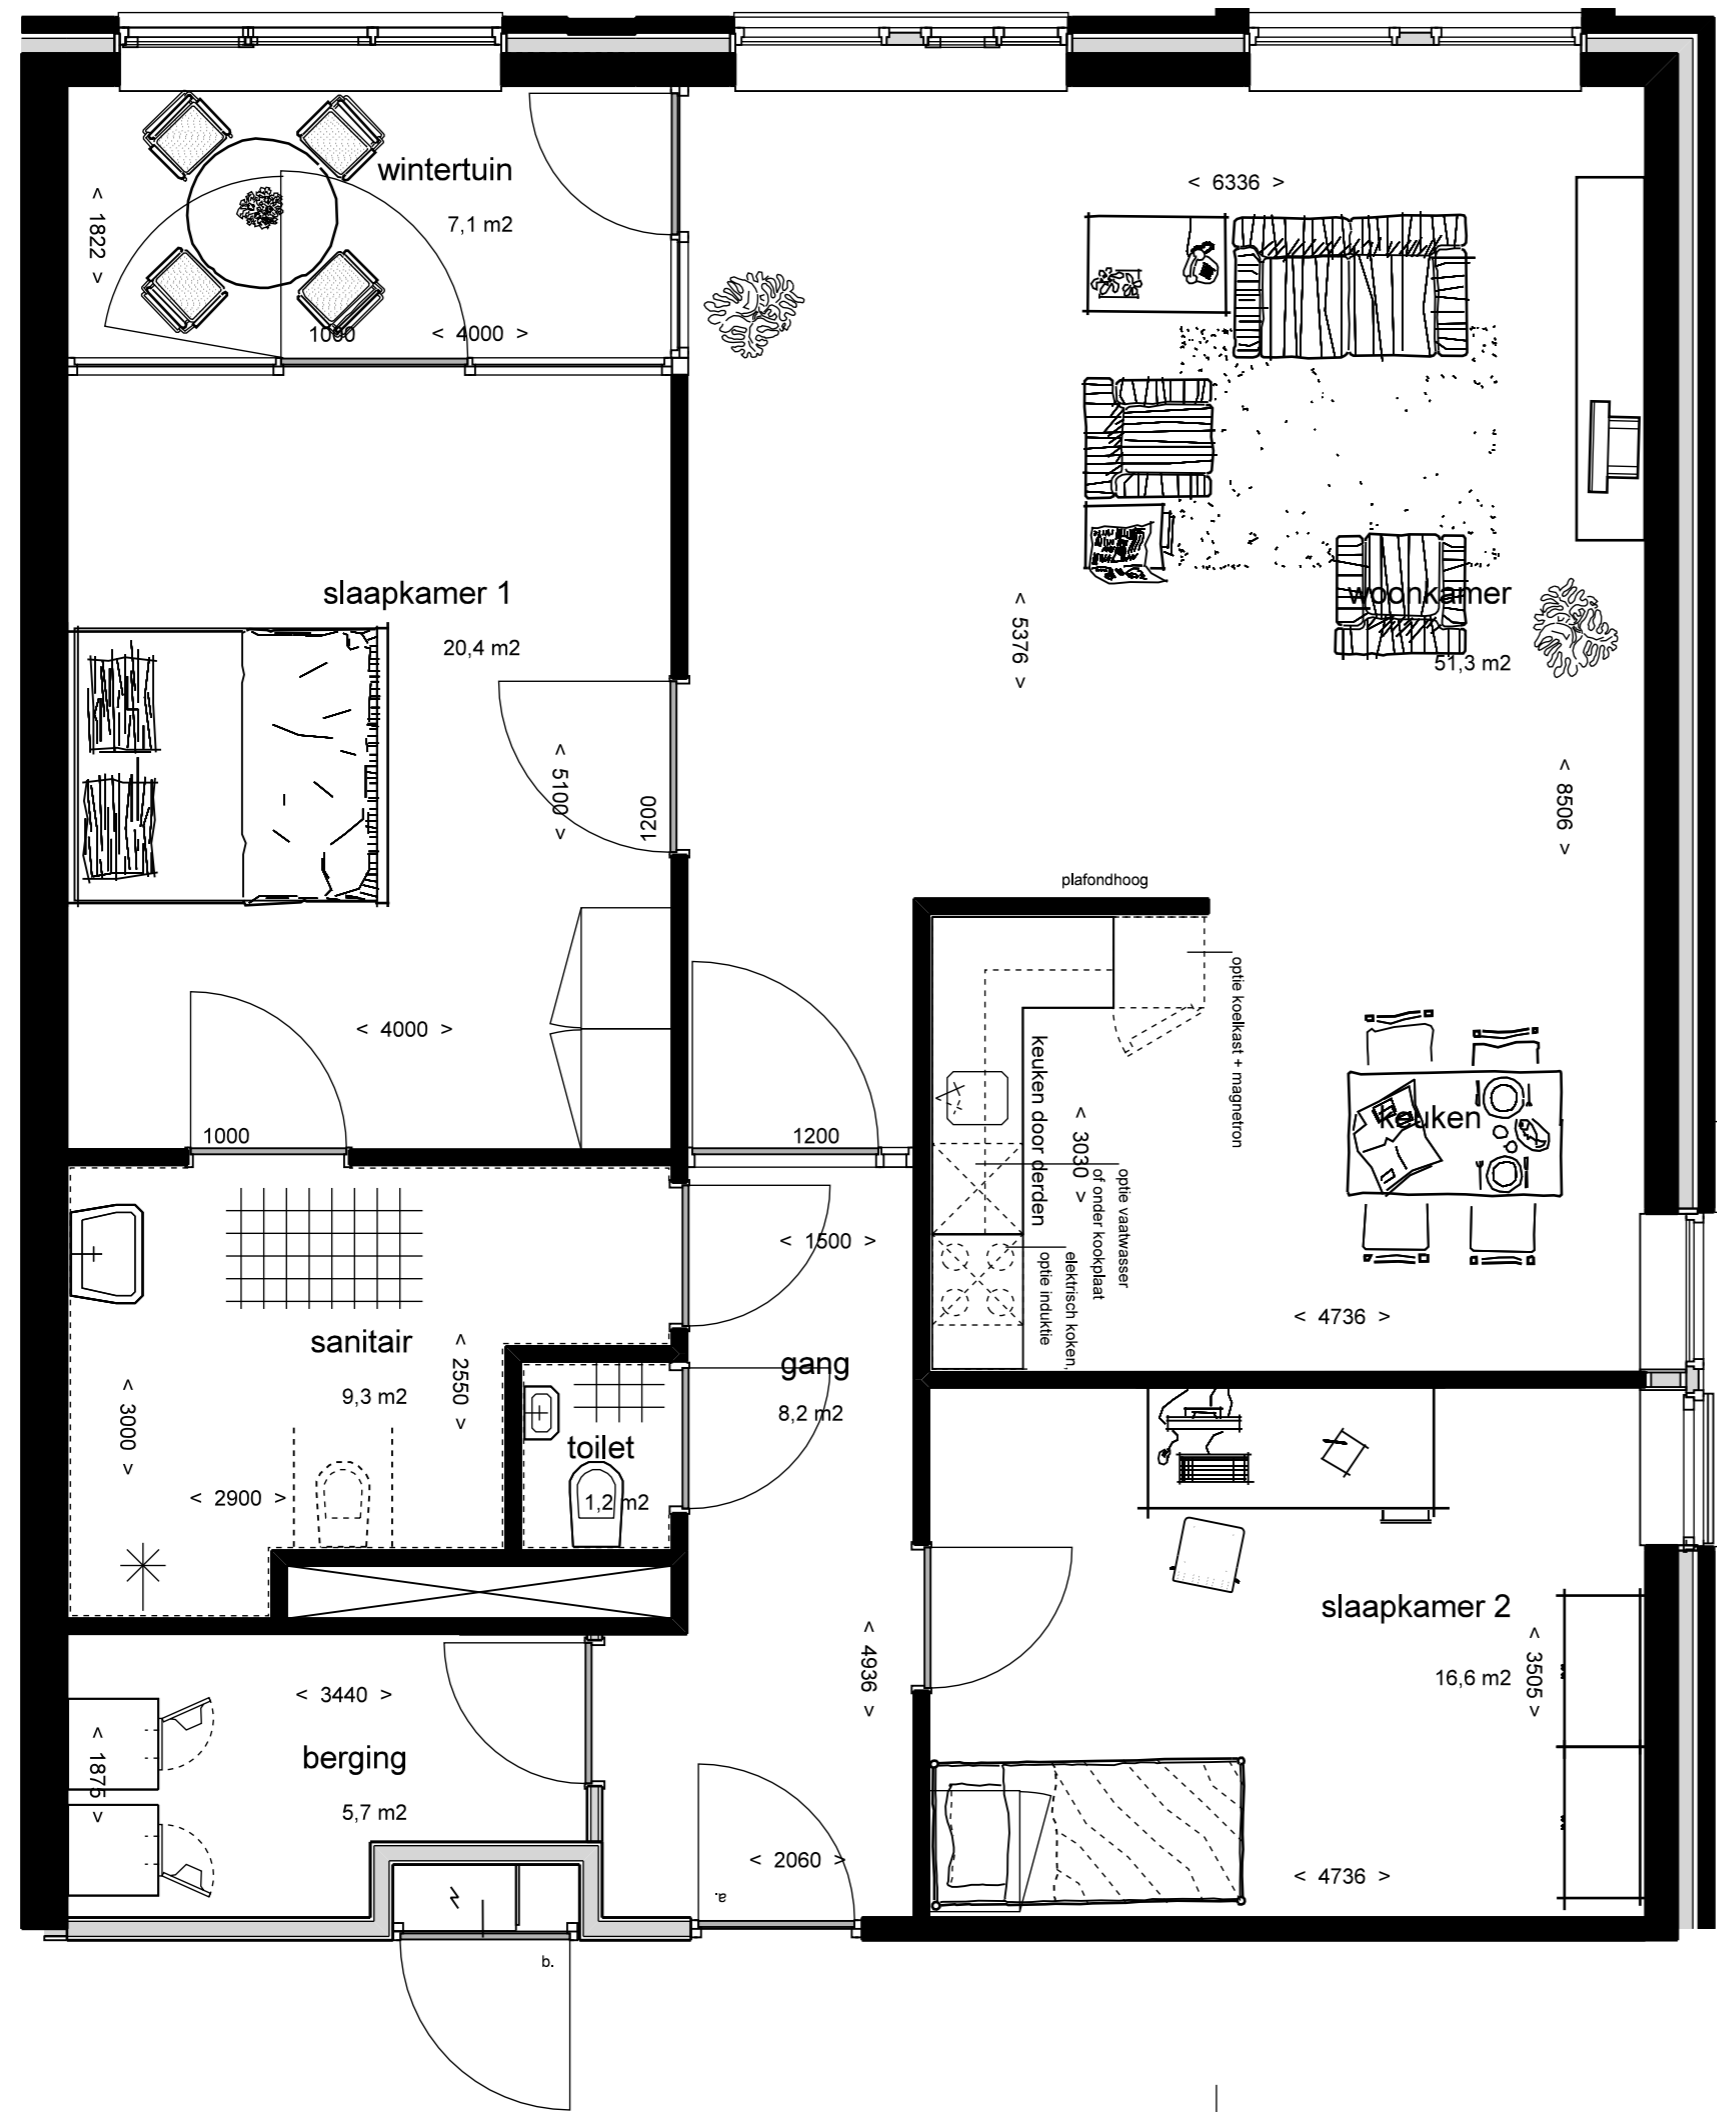 wintertuin
7,1 m2
< 1822 >
1000
< 4000 >
< 6336 >
slaapkamer 1
20,4 m2
woonkamer
51,3 m2
< 5376 >
< 5100 >
1200
< 8506 >
plafondhoog
optie koelkast + magnetron
< 4000 >
1000
1200
keuken door derden
< 3030 >
keuken
optie vaatwasser
of onder kookplaat
elektrisch koken,
optie induktie
< 1500 >
< 4736 >
sanitair
9,3 m2
< 2550 >
< 3000 >
< 2900 >
gang
8,2 m2
toilet
1,2 m2
slaapkamer 2
16,6 m2
< 3505 >
< 4936 >
< 3440 >
berging
5,7 m2
< 1875 >
< 2060 >
a.
< 4736 >
b.